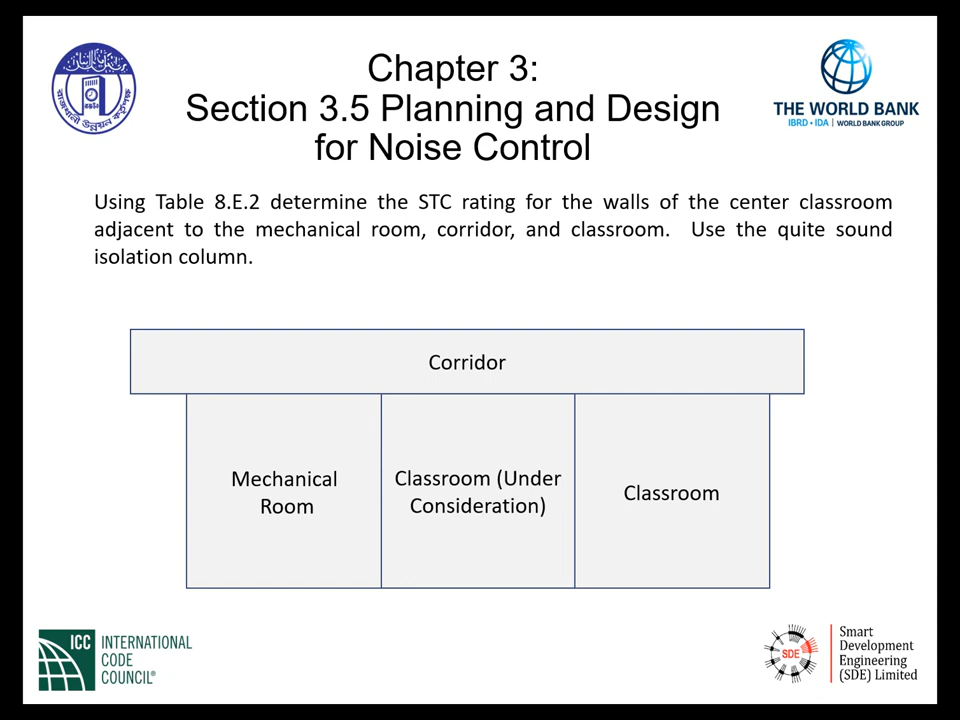 Chapter 3:
Section 3.5 Planning and Design
for Noise Control
THE WORLD BANK
IBRD • IDA | WORLD BANK GROUP
Using Table 8.E.2 determine the STC rating for the walls of the center classroom
adjacent to the mechanical room, corridor, and classroom. Use the quite sound
isolation column.
Corridor
Mechanical
Room
Classroom (Under
Consideration)
Classroom
ICC
INTERNATIONAL
CODE
COUNCIL®
SDE
Smart
Development
Engineering
(SDE) Limited